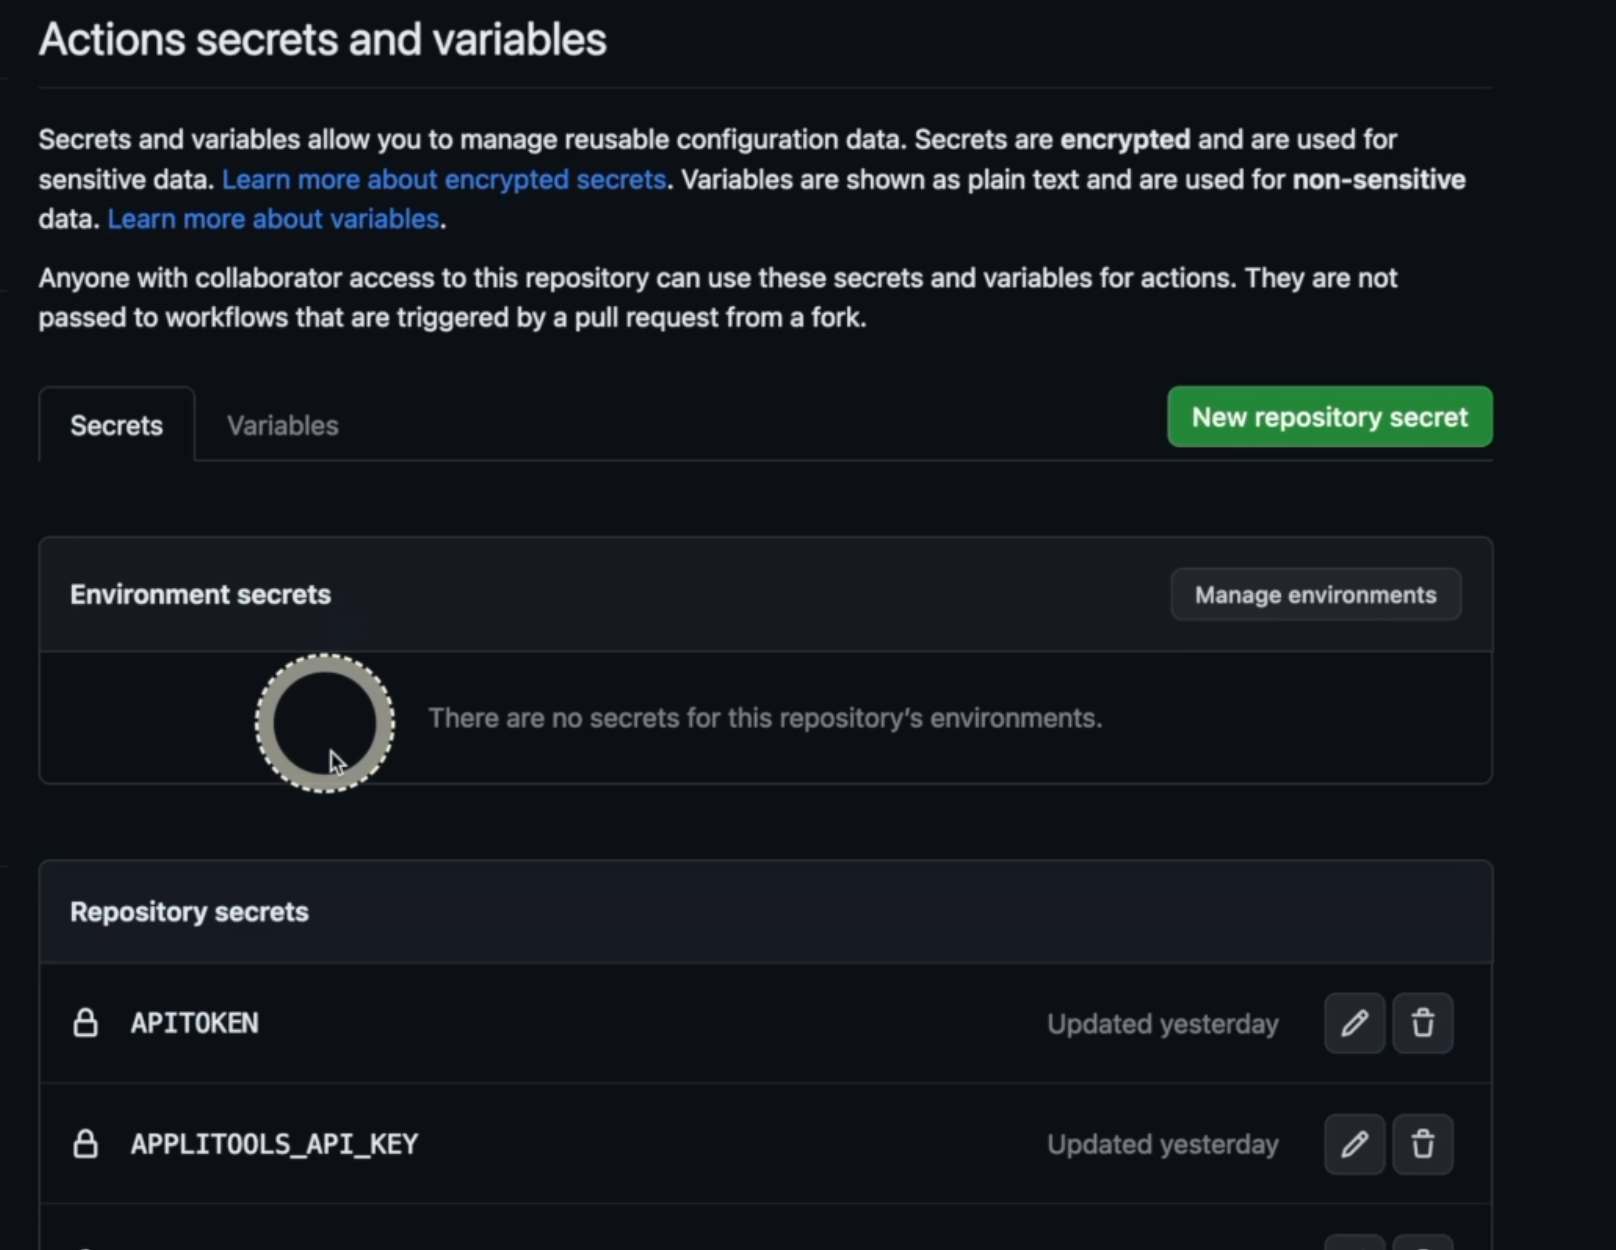 Actions secrets and variables
Secrets and variables allow you to manage reusable configuration data. Secrets are encrypted and are used for
sensitive data. Learn more about encrypted secrets. Variables are shown as plain text and are used for non-sensitive
data. Learn more about variables.
Anyone with collaborator access to this repository can use these secrets and variables for actions. They are not
passed to workflows that are triggered by a pull request from a fork.
Secrets Variables New repository secret
Environment secrets Manage environments
There are no secrets for this repository's environments.
Repository secrets
APITOKEN Updated yesterday
APPLITOOLS_API_KEY Updated yesterday